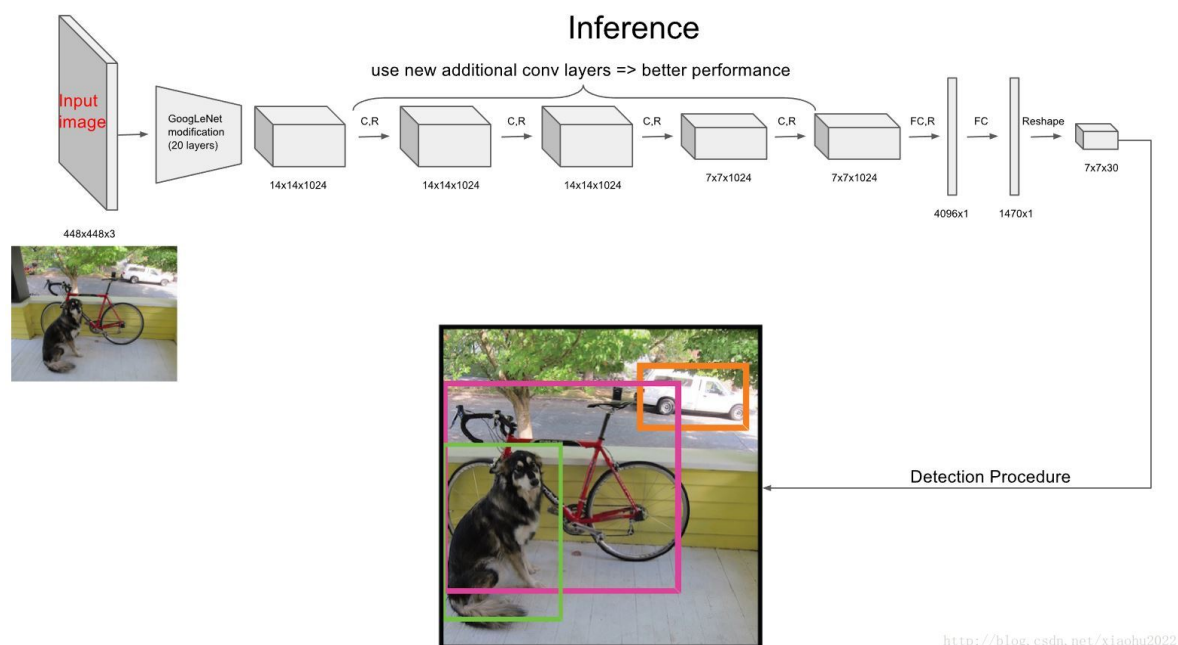 Inference
use new additional conv layers => better performance
Input
image
GoogLeNet
modification
(20 layers)
C,R
C,R
C,R
C,R
FC,R
FC
Reshape
14x14x1024
14x14x1024
14x14x1024
7x7x1024
7x7x1024
7x7x30
4096x1
1470x1
448x448x3
Detection Procedure
http://blog.csdn.net/xiaohu2022